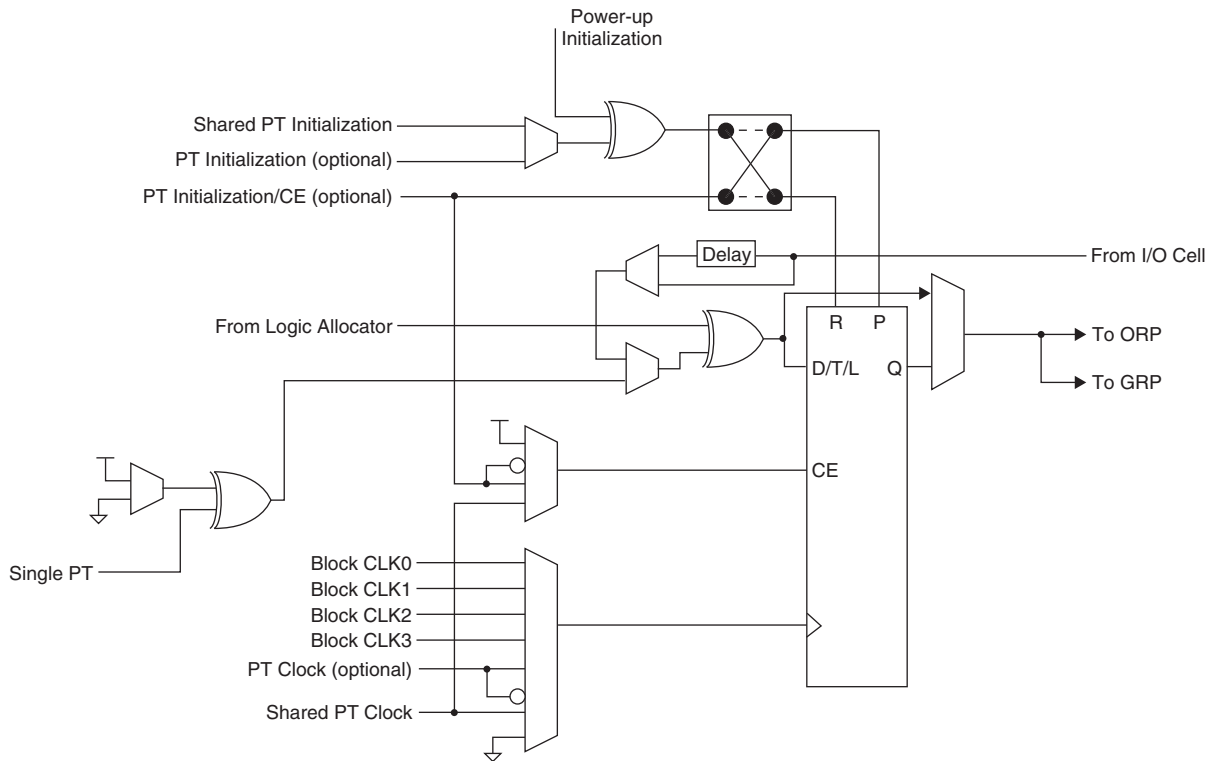 Power-up
Initialization
Shared PT Initialization
PT Initialization (optional)
PT Initialization/CE (optional)
Delay
From I/O Cell
From Logic Allocator
R
P
To ORP
D/T/L
Q
To GRP
CE
Single PT
Block CLK0
Block CLK1
Block CLK2
Block CLK3
PT Clock (optional)
Shared PT Clock